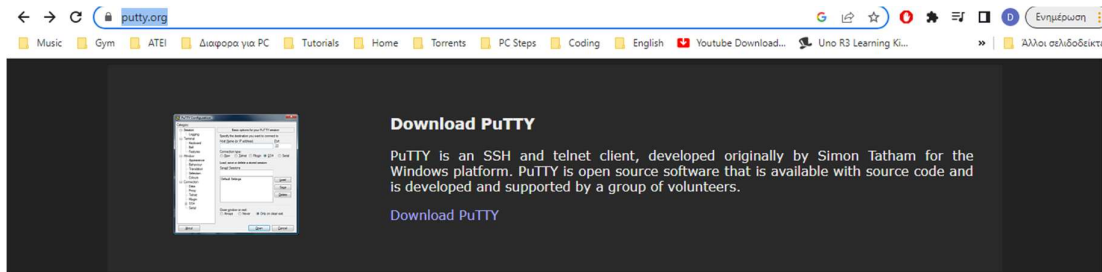 putty.org
Ενημέρωση
Music Gym ATEI Διαφορα για PC Tutorials Home Torrents PC Steps Coding English Youtube Download... Uno R3 Learning Ki... » Άλλοι σελιδοδείκτε
Download PuTTY
PuTTY is an SSH and telnet client, developed originally by Simon Tatham for the
Windows platform. PuTTY is open source software that is available with source code and
is developed and supported by a group of volunteers.
Download PuTTY